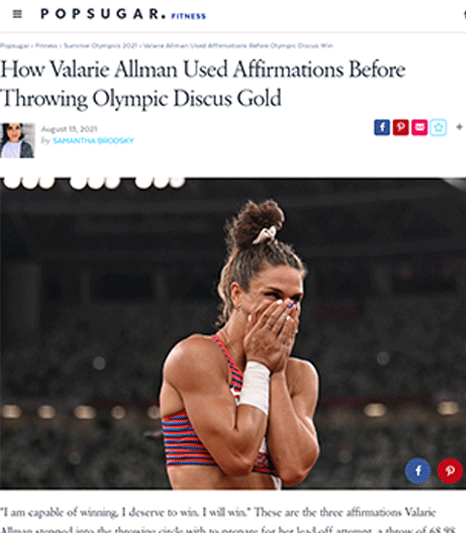 POPSUGAR. FITNESS
Popsugar › Fitness › Summer Olympics 2021 › Valarie Allman Used Affirmations Before Olympic Discus Win
How Valarie Allman Used Affirmations Before
Throwing Olympic Discus Gold
August 13, 2021
by SAMANTHA BRODSKY
"I am capable of winning, I deserve to win, I will win." These are the three affirmations Valarie
Allman stepped into the throwing circle with to prepare for her lead-off attempt, a throw of 68.98